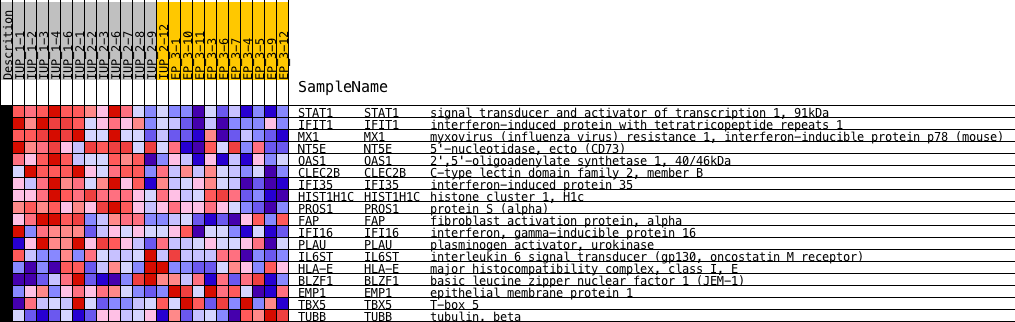 Descrition
IUP_1-1
IUP_1-2
IUP_1-3
IUP_1-4
IUP_1-6
IUP_2-1
IUP_2-2
IUP_2-3
IUP_2-6
IUP_2-7
IUP_2-8
IUP_2-9
IUP_2-12
EP_3-1
EP_3-10
EP_3-11
EP_3-3
EP_3-6
EP_3-7
EP_3-4
EP_3-5
EP_3-9
EP_3-12
SampleName
STAT1 STAT1 signal transducer and activator of transcription 1, 91kDa
IFIT1 IFIT1 interferon-induced protein with tetratricopeptide repeats 1
MX1 MX1 myxovirus (influenza virus) resistance 1, interferon-inducible protein p78 (mouse)
NT5E NT5E 5'-nucleotidase, ecto (CD73)
OAS1 OAS1 2',5'-oligoadenylate synthetase 1, 40/46kDa
CLEC2B CLEC2B C-type lectin domain family 2, member B
IFI35 IFI35 interferon-induced protein 35
HIST1H1C HIST1H1C histone cluster 1, H1c
PROS1 PROS1 protein S (alpha)
FAP FAP fibroblast activation protein, alpha
IFI16 IFI16 interferon, gamma-inducible protein 16
PLAU PLAU plasminogen activator, urokinase
IL6ST IL6ST interleukin 6 signal transducer (gp130, oncostatin M receptor)
HLA-E HLA-E major histocompatibility complex, class I, E
BLZF1 BLZF1 basic leucine zipper nuclear factor 1 (JEM-1)
EMP1 EMP1 epithelial membrane protein 1
TBX5 TBX5 T-box 5
TUBB TUBB tubulin, beta